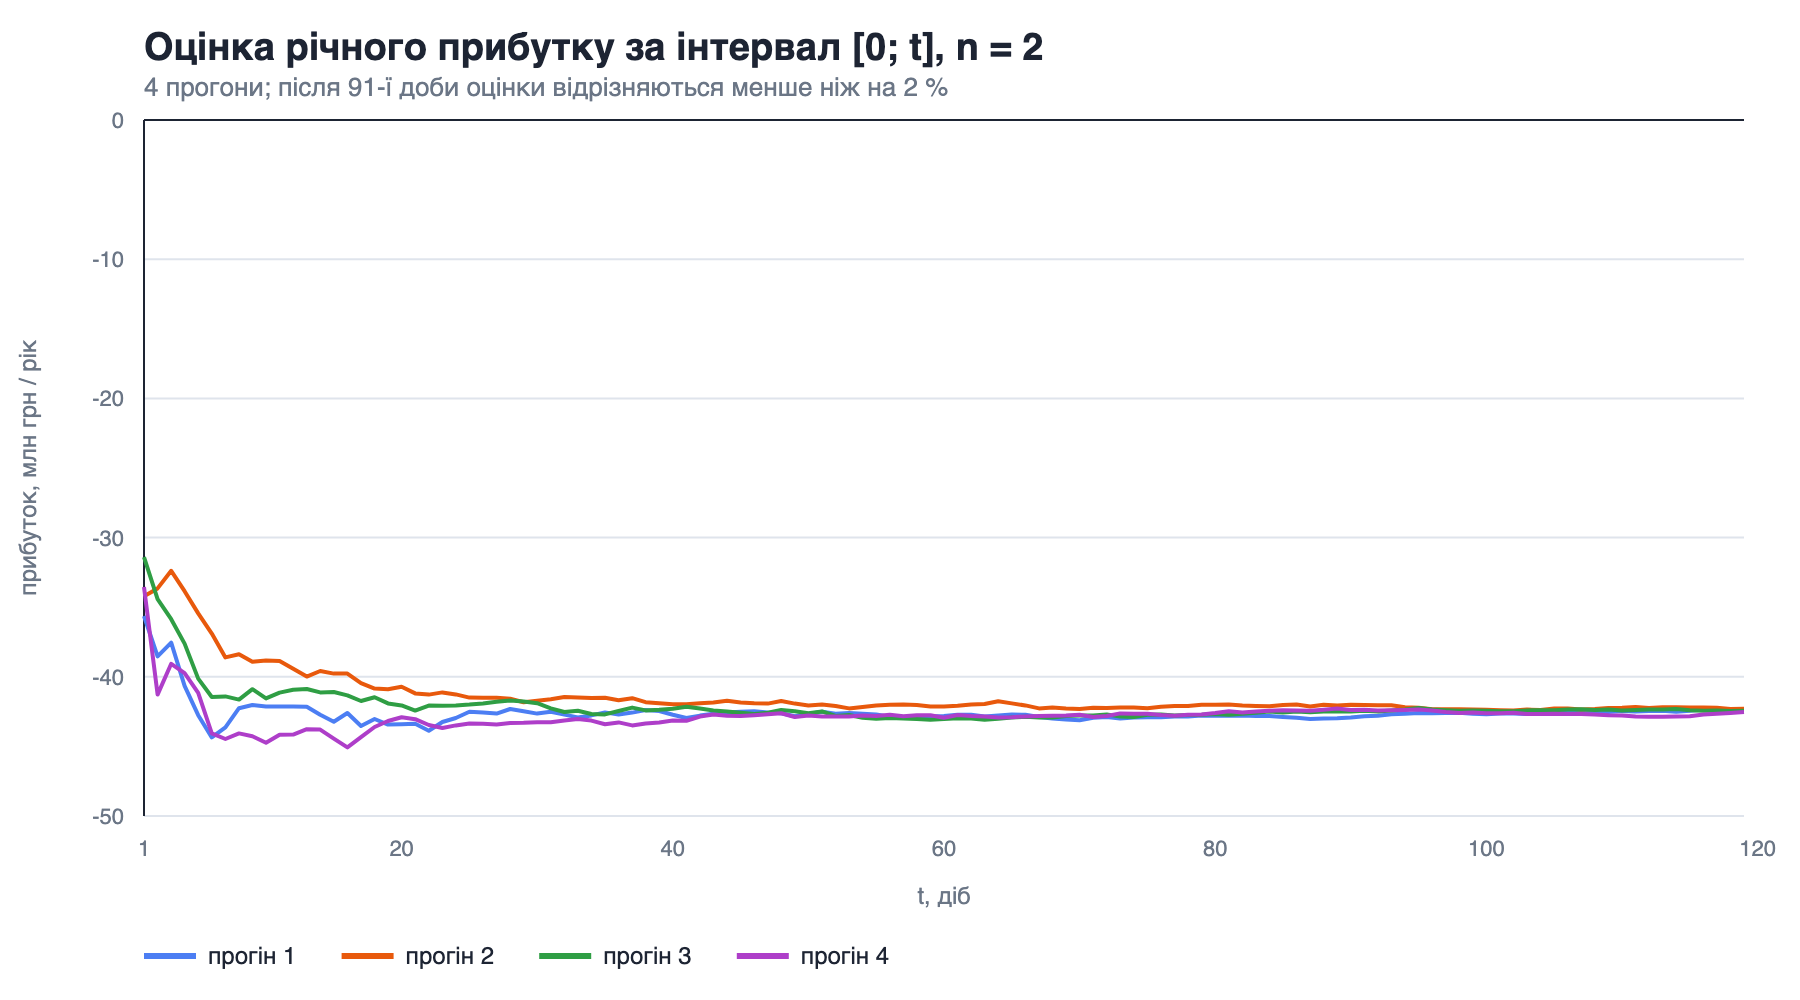 Оцінка річного прибутку за інтервал [0; t], n = 2
4 прогони; після 91-ї доби оцінки відрізняються менше ніж на 2 %
0
-10
-20
-30
-40
-50
прибуток, млн грн / рік
1 20 40 60 80 100 120
t, діб
прогін 1 прогін 2 прогін 3 прогін 4